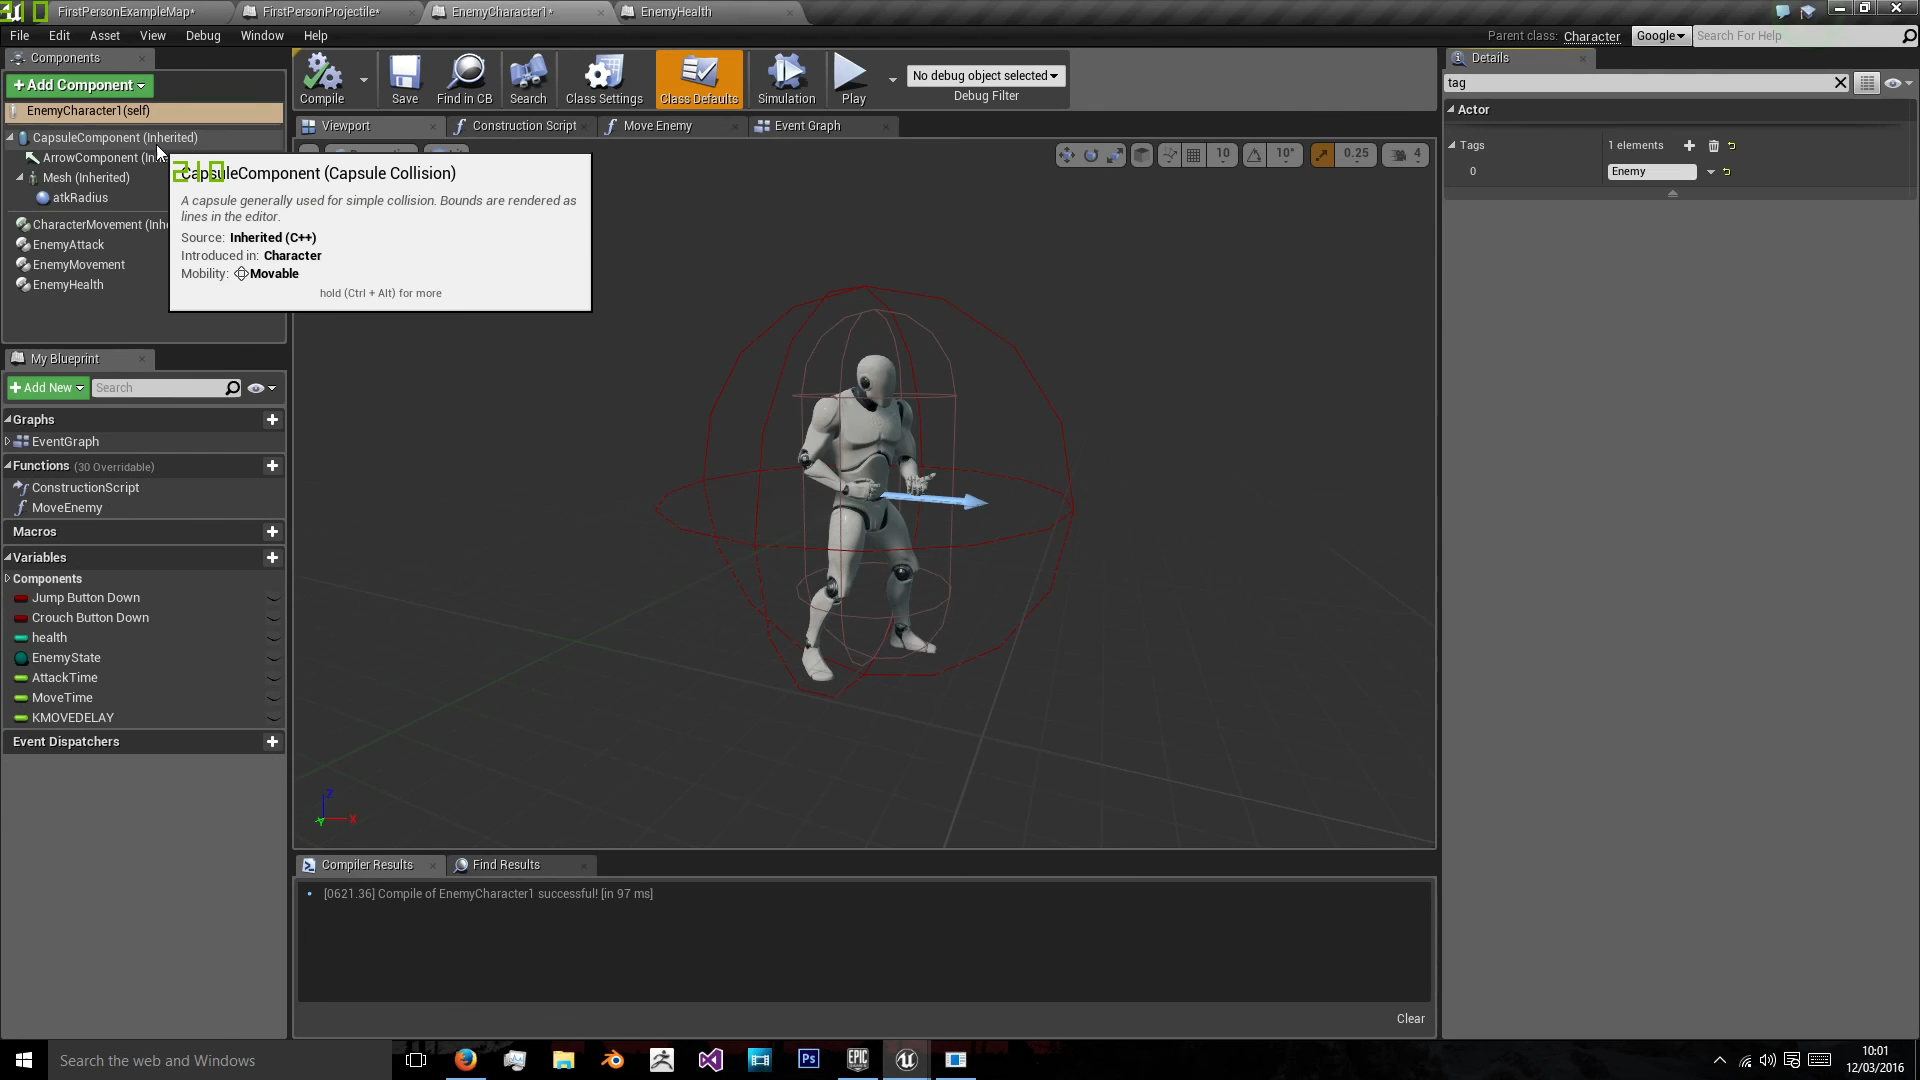 FirstPersonExampleMap*
FirstPersonProjectile*
EnemyCharacter1*
EnemyHealth
File Edit Asset View Debug Window Help
Parent class: Character
Google
Search For Help
Components
+Add Component
EnemyCharacter1(self)
CapsuleComponent (Inherited)
ArrowComponent (In
Mesh (Inherited)
atkRadius
CharacterMovement (Inhe
EnemyAttack
EnemyMovement
EnemyHealth
210
CapsuleComponent (Capsule Collision)
A capsule generally used for simple collision. Bounds are rendered as
lines in the editor.
Source: Inherited (C++)
Introduced in: Character
Mobility: Movable
hold (Ctrl + Alt) for more
Compile
Save
Find in CB
Search
Class Settings
Class Defaults
Simulation
Play
No debug object selected
Debug Filter
Viewport
Construction Script
Move Enemy
Event Graph
10
10°
0.25
4
My Blueprint
+Add New
Search
Graphs
EventGraph
Functions (30 Overridable)
ConstructionScript
MoveEnemy
Macros
Variables
Components
Jump Button Down
Crouch Button Down
health
EnemyState
AttackTime
MoveTime
KMOVEDELAY
Event Dispatchers
Z
X
Y
Compiler Results
Find Results
[0621.36] Compile of EnemyCharacter1 successful! [in 97 ms]
Clear
Details
tag
Actor
Tags
1 elements
0
Enemy
Search the web and Windows
Ps
EPIC
10:01
12/03/2016